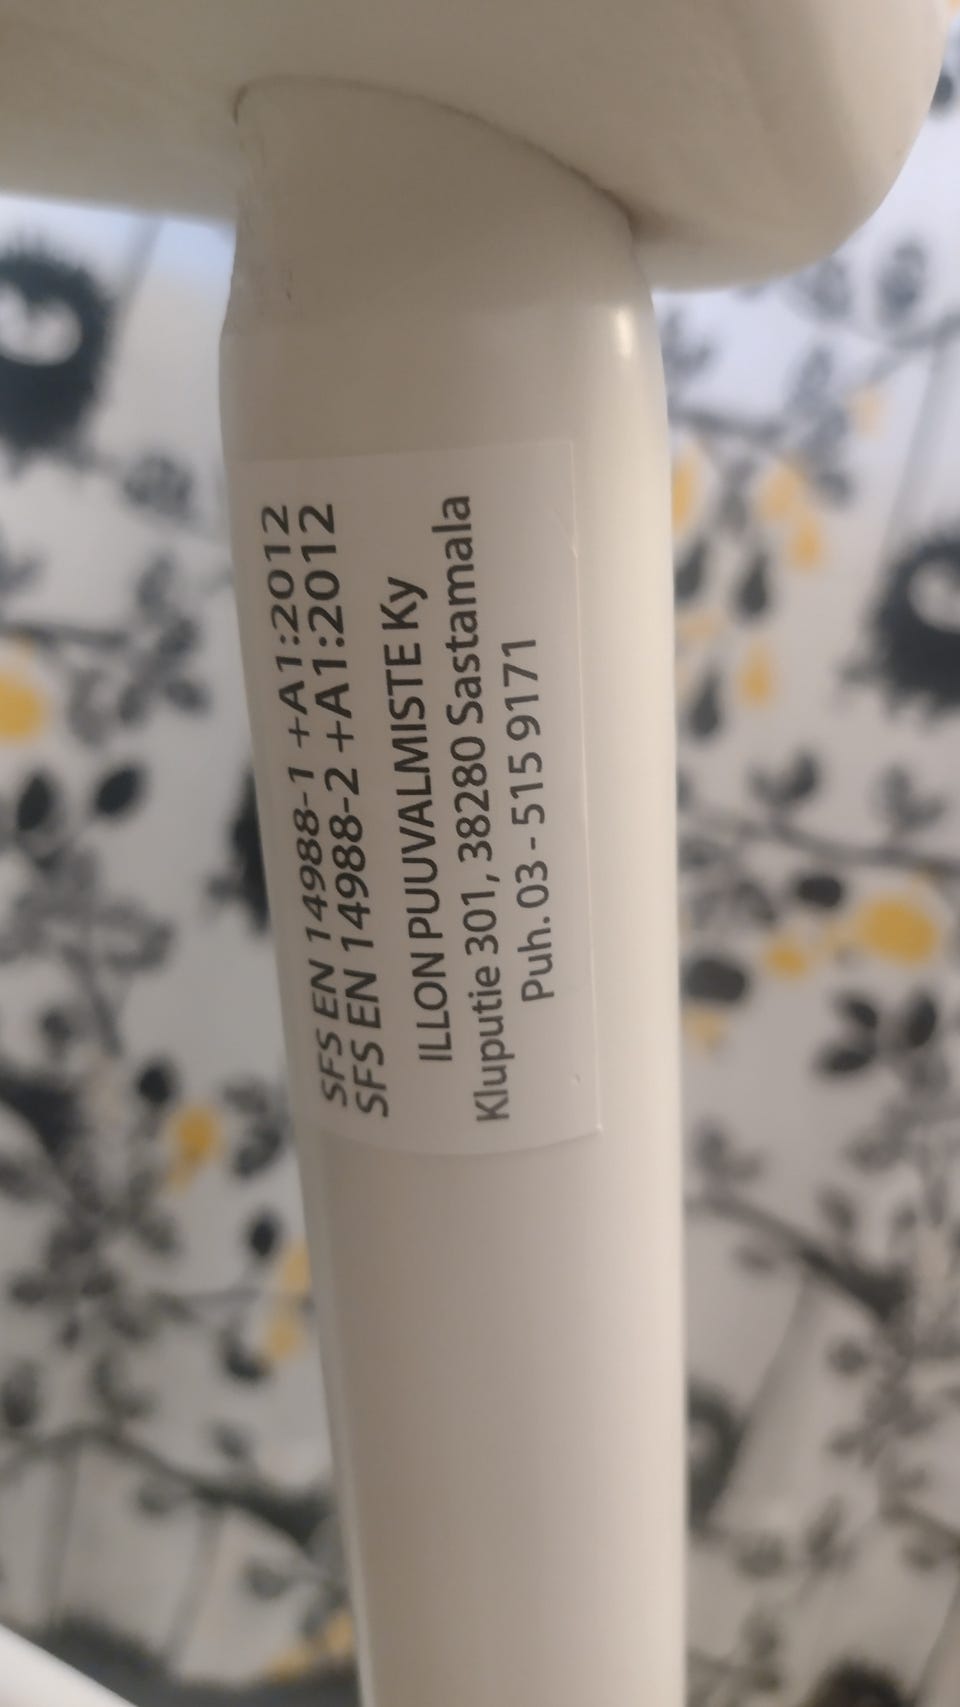 SFS EN 14988-1 +A1:2012
SFS EN 14988-2 +A1:2012
ILLON PUUVALMISTE Ky
Kluputie 301, 38280 Sastamala
Puh. 03 - 515 9171